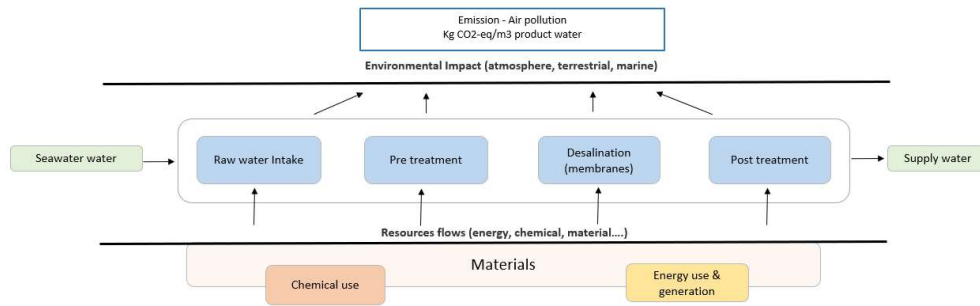 Emission - Air pollution
Kg CO2-eq/m3 product water
Environmental Impact (atmosphere, terrestrial, marine)
Seawater water
Raw water Intake
Pre treatment
Desalination
(membranes)
Post treatment
Supply water
Resources flows (energy, chemical, material....)
Materials
Chemical use
Energy use &
generation